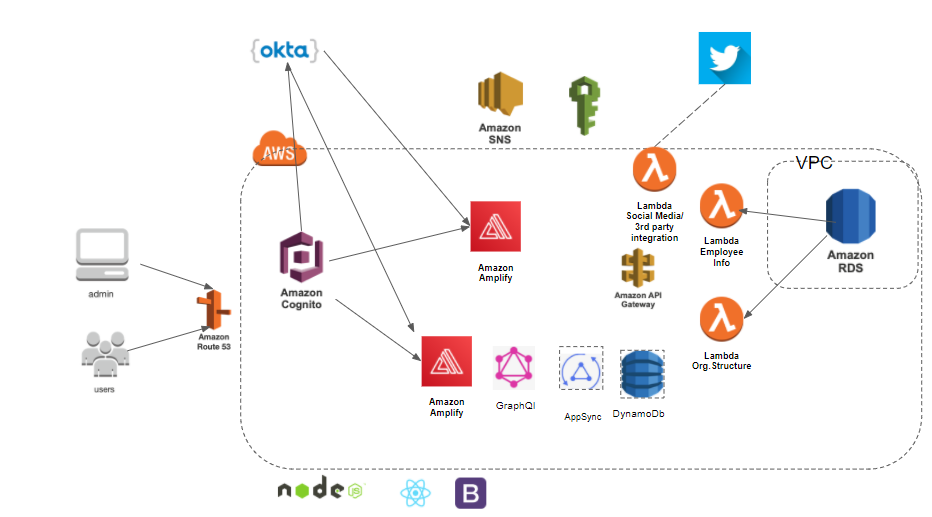 {okta}
Amazon
SNS
AWS
VPC
Lambda
Social Media/
3rd party
integration
Lambda
Employee
Info
Amazon
RDS
admin
Amazon
Cognito
Amazon
Amplify
Amazon API
Gateway
Amazon
Route 53
users
Lambda
Org.Structure
Amazon
Amplify
GraphQl
AppSync
DynamoDb
node
JS
B